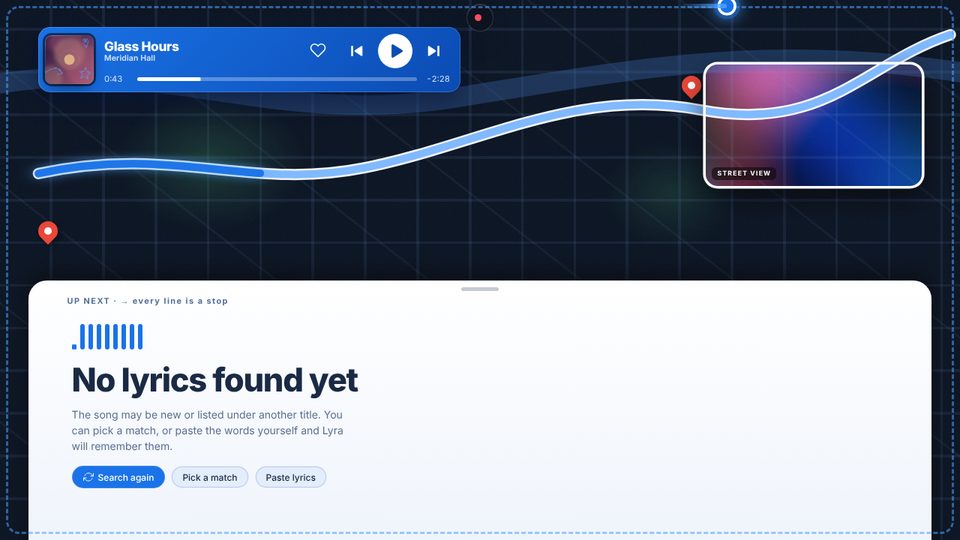 Glass Hours
Meridian Hall
0:43
-2:28
STREET VIEW
UP NEXT · → every line is a stop
No lyrics found yet
The song may be new or listed under another title. You
can pick a match, or paste the words yourself and Lyra
will remember them.
Search again
Pick a match
Paste lyrics